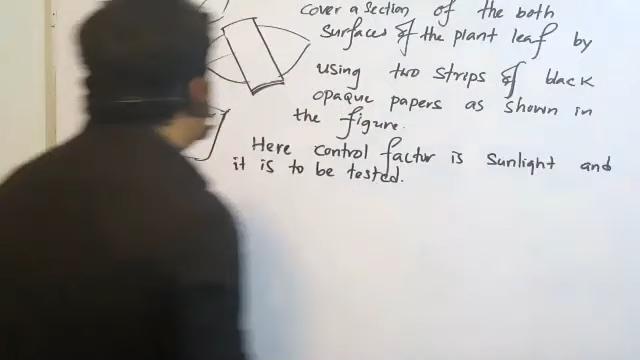 cover a section of the both
surfaces of the plant leaf by
using two strips of black
opaque papers as shown in
the figure.
Here control factor is sunlight and
it is to be tested.